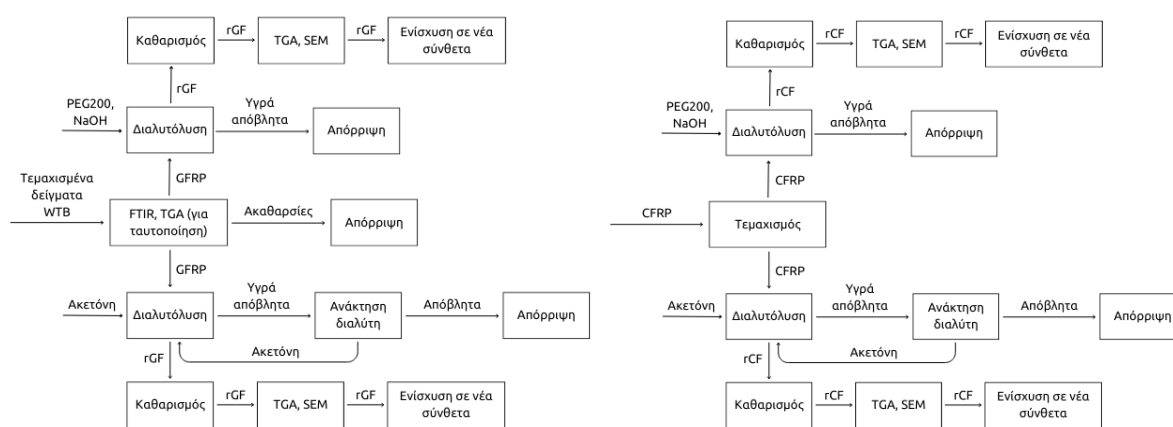 Καθαρισμός
rGF
TGA, SEM
rGF
Ενίσχυση σε νέα
σύνθετα
rGF
PEG200,
NaOH
Διαλυτόλυση
Υγρά
απόβλητα
Απόρριψη
GFRP
Τεμαχισμένα
δείγματα
WTB
FTIR, TGA (για
ταυτοποίηση)
Ακαθαρσίες
Απόρριψη
GFRP
Ακετόνη
Διαλυτόλυση
Υγρά
απόβλητα
Ανάκτηση
διαλύτη
Απόβλητα
Απόρριψη
Ακετόνη
rGF
Καθαρισμός
rGF
TGA, SEM
rGF
Ενίσχυση σε νέα
σύνθετα
Καθαρισμός
rCF
TGA, SEM
rCF
Ενίσχυση σε νέα
σύνθετα
rCF
PEG200,
NaOH
Διαλυτόλυση
Υγρά
απόβλητα
Απόρριψη
CFRP
CFRP
Τεμαχισμός
CFRP
Ακετόνη
Διαλυτόλυση
Υγρά
απόβλητα
Ανάκτηση
διαλύτη
Απόβλητα
Απόρριψη
Ακετόνη
rCF
Καθαρισμός
rCF
TGA, SEM
rCF
Ενίσχυση σε νέα
σύνθετα